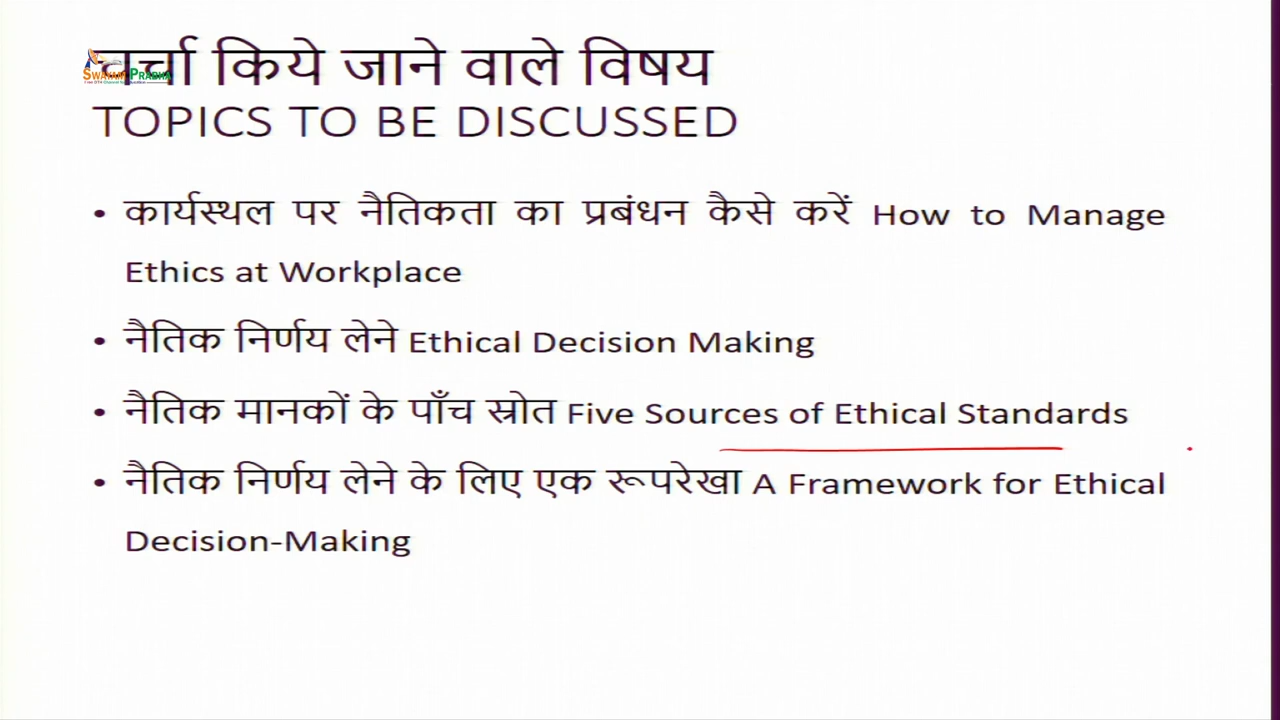 चर्चा किये जाने वाले विषय
SWAYAM PRABHA
TOPICS TO BE DISCUSSED
• कार्यस्थल पर नैतिकता का प्रबंधन कैसे करें How to Manage
Ethics at Workplace
• नैतिक निर्णय लेने Ethical Decision Making
• नैतिक मानकों के पाँच स्रोत Five Sources of Ethical Standards
• नैतिक निर्णय लेने के लिए एक रूपरेखा A Framework for Ethical
Decision-Making